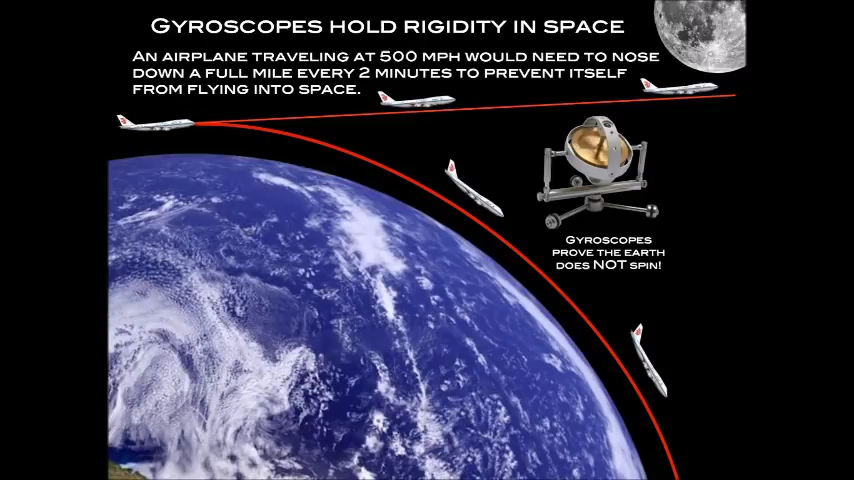 Gyroscopes hold rigidity in space
An airplane traveling at 500 mph would need to nose
down a full mile every 2 minutes to prevent itself
from flying into space.
Gyroscopes
prove the earth
does NOT spin!